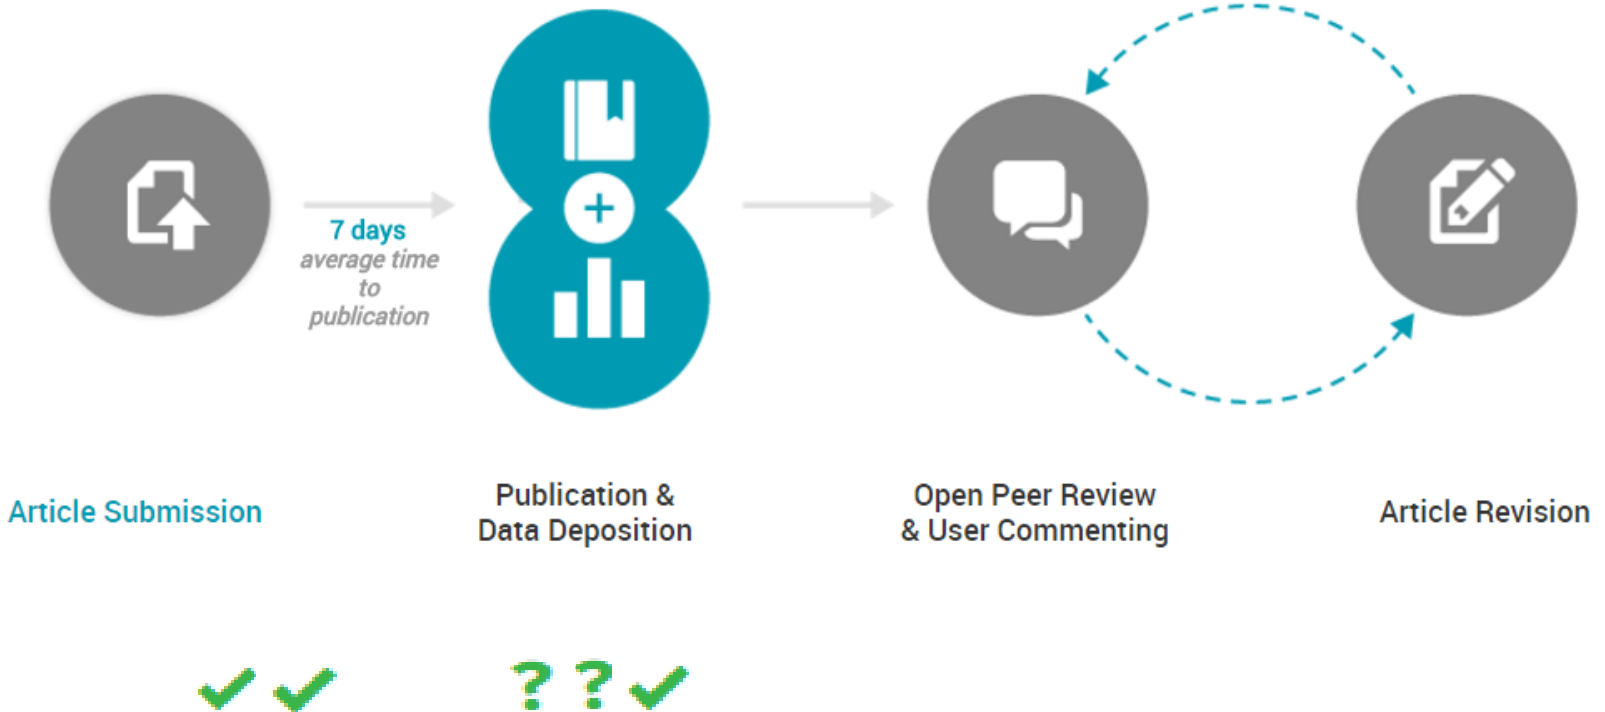 7 days
average time
to
publication
Article Submission
Publication &
Data Deposition
Open Peer Review
& User Commenting
Article Revision
? ?